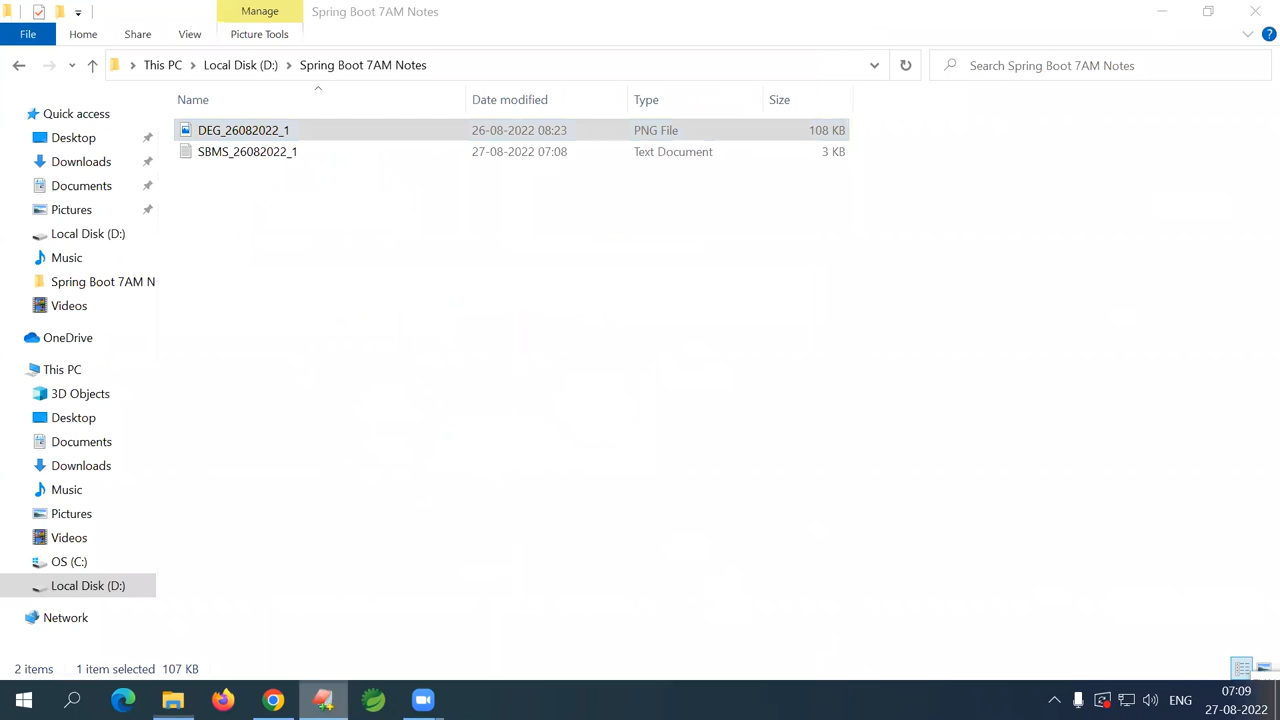 Manage
Spring Boot 7AM Notes
File
Home
Share
View
Picture Tools
This PC
Local Disk (D:)
Spring Boot 7AM Notes
Search Spring Boot 7AM Notes
Name
Date modified
Type
Size
Quick access
DEG_26082022_1
26-08-2022 08:23
PNG File
108 KB
Desktop
SBMS_26082022_1
27-08-2022 07:08
Text Document
3 KB
Downloads
Documents
Pictures
Local Disk (D:)
Music
Spring Boot 7AM N
Videos
OneDrive
This PC
3D Objects
Desktop
Documents
Downloads
Music
Pictures
Videos
OS (C:)
Local Disk (D:)
Network
2 items
1 item selected 107 KB
ENG
07:09
27-08-2022